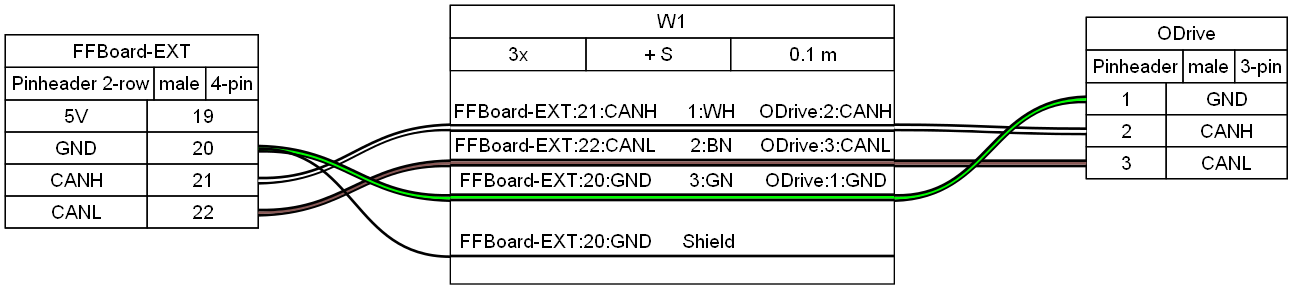 FFBoard-EXT
Pinheader 2-row male 4-pin
5V 19
GND 20
CANH 21
CANL 22
W1
3x + S 0.1 m
FFBoard-EXT:21:CANH 1:WH ODrive:2:CANH
FFBoard-EXT:22:CANL 2:BN ODrive:3:CANL
FFBoard-EXT:20:GND 3:GN ODrive:1:GND
FFBoard-EXT:20:GND Shield
ODrive
Pinheader male 3-pin
1 GND
2 CANH
3 CANL